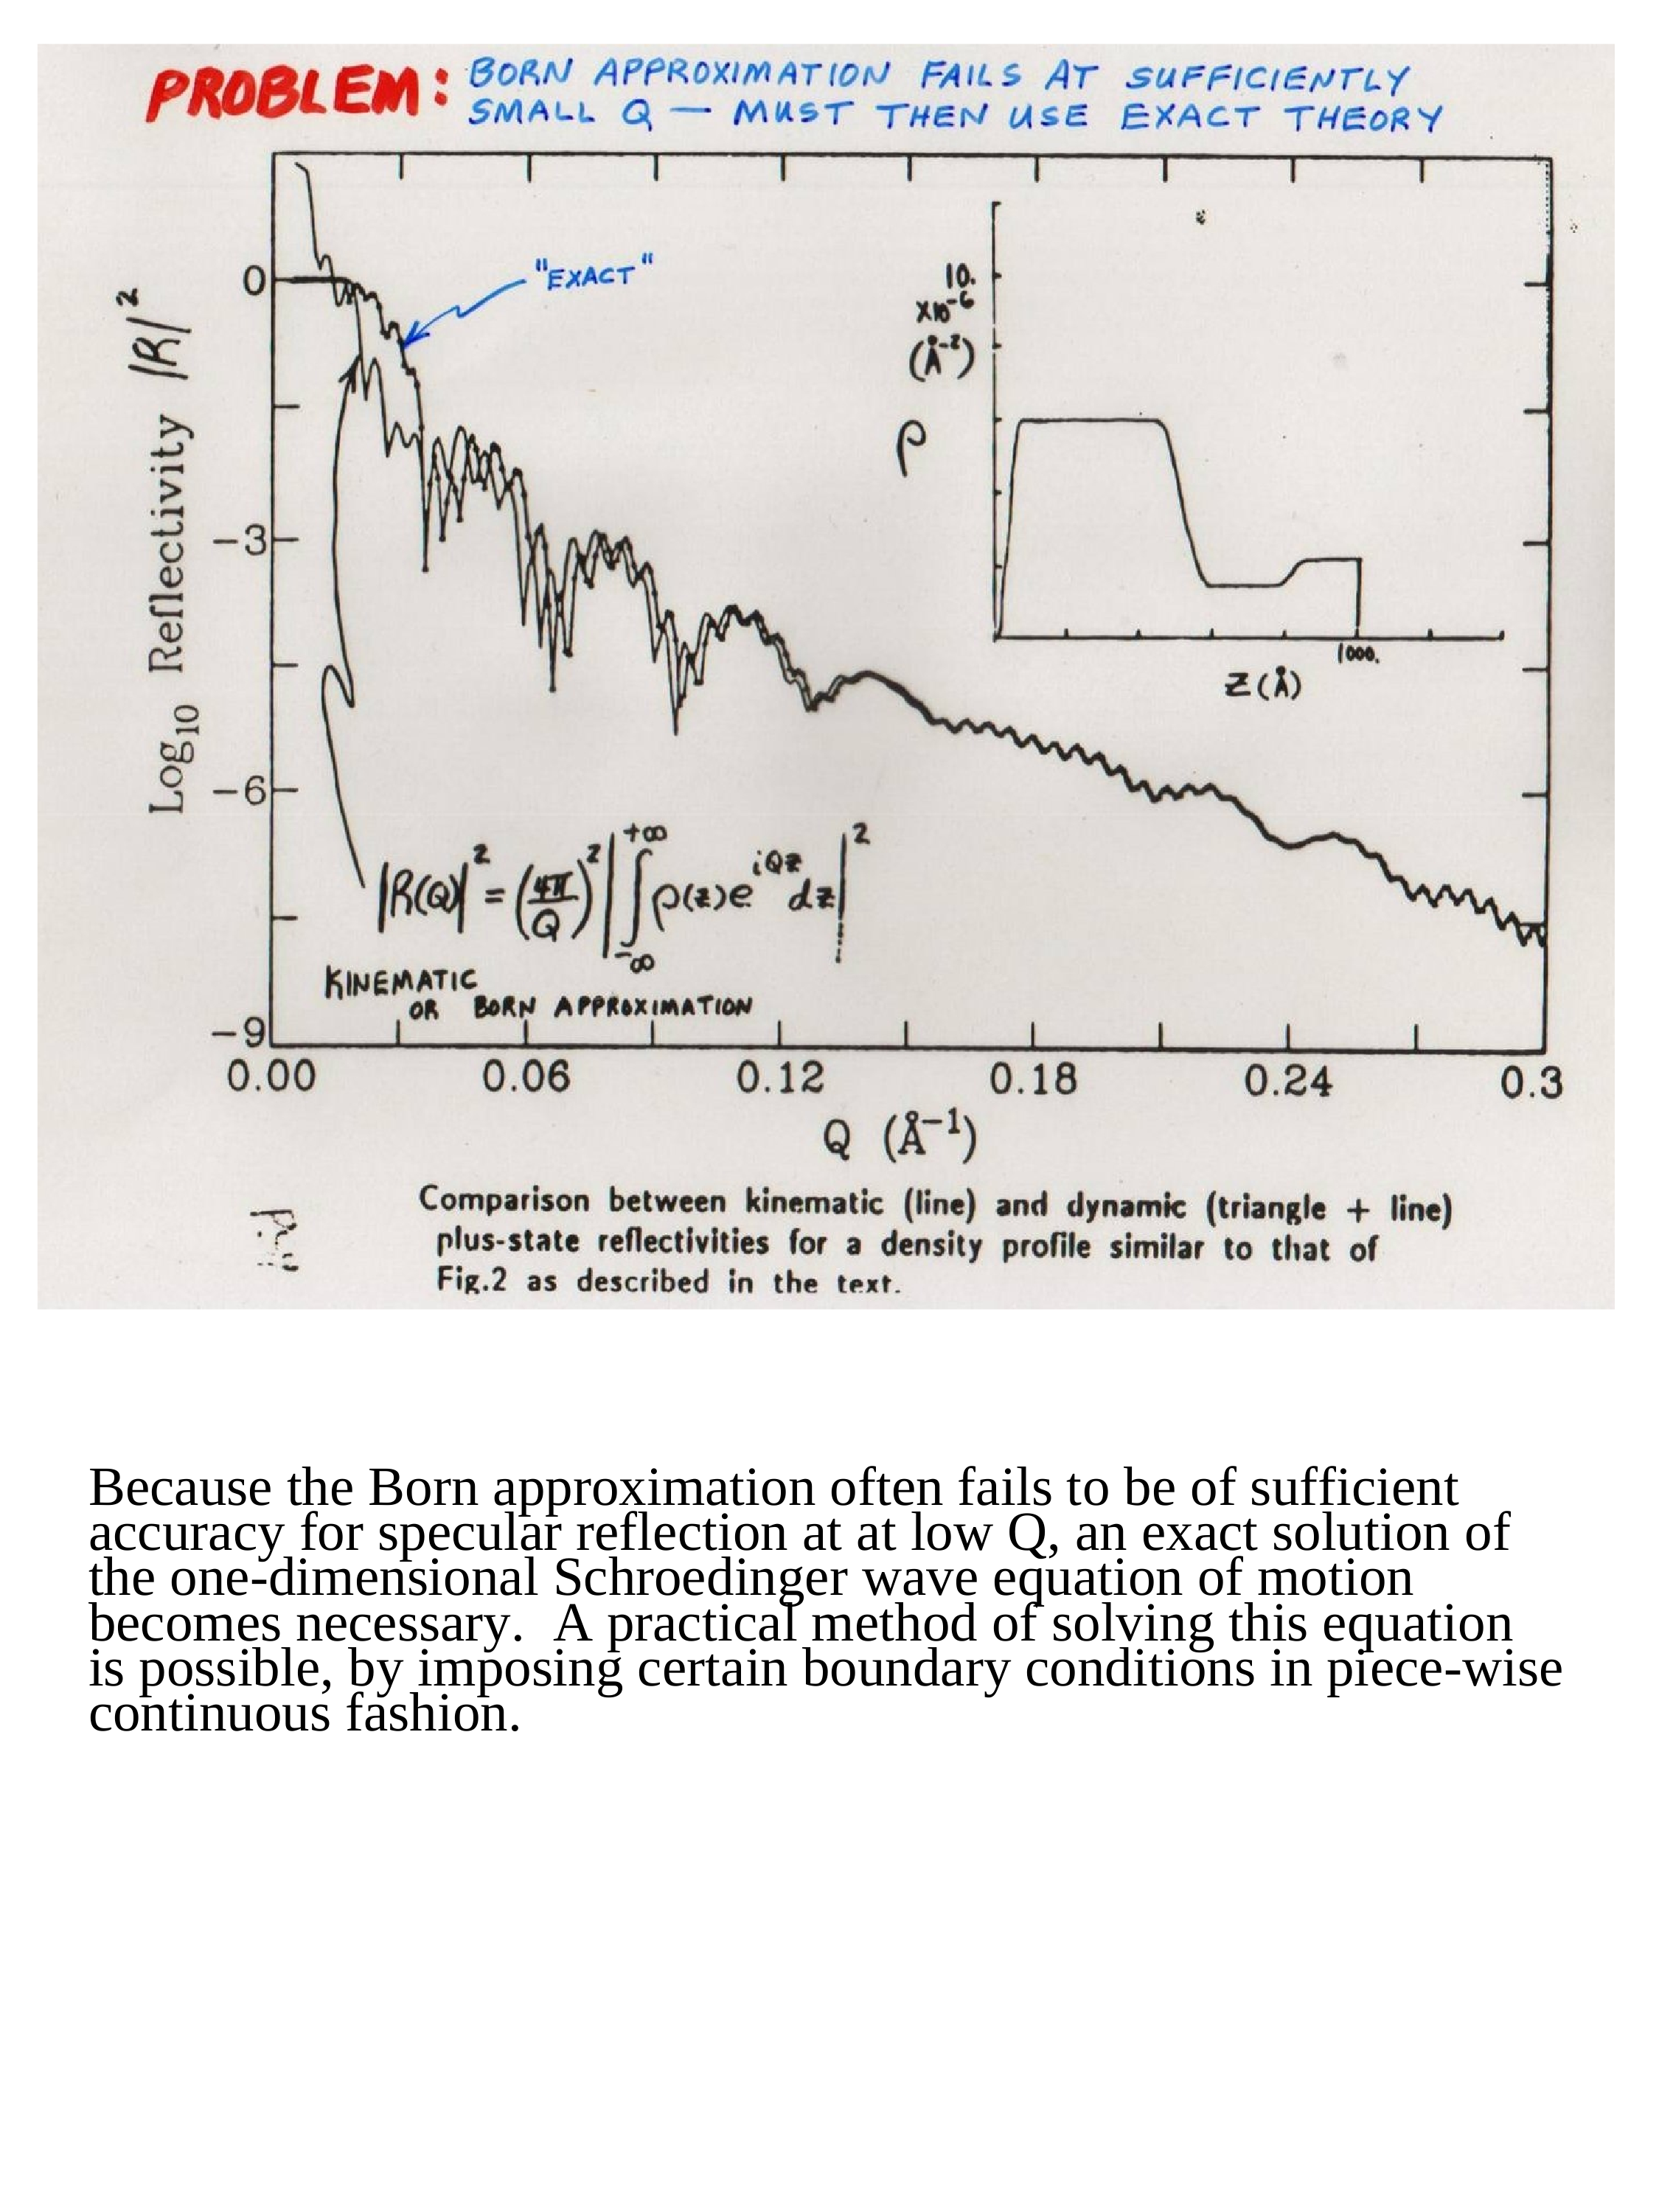 PROBLEM: BORN APPROXIMATION FAILS AT SUFFICIENTLY
SMALL Q — MUST THEN USE EXACT THEORY
"EXACT"
Log10 Reflectivity |R|²
0
−3
−6
−9
10.
x10⁻⁶
(Å⁻²)
ρ
1000.
Z(Å)
|R(Q)|² = (4π/Q)² |∫₋∞⁺∞ ρ(z)e^{iQz}dz|²
KINEMATIC
OR BORN APPROXIMATION
0.00 0.06 0.12 0.18 0.24 0.3
Q (Å⁻¹)
Comparison between kinematic (line) and dynamic (triangle + line)
plus-state reflectivities for a density profile similar to that of
Fig.2 as described in the text.
Because the Born approximation often fails to be of sufficient
accuracy for specular reflection at at low Q, an exact solution of
the one-dimensional Schroedinger wave equation of motion
becomes necessary.  A practical method of solving this equation
is possible, by imposing certain boundary conditions in piece-wise
continuous fashion.